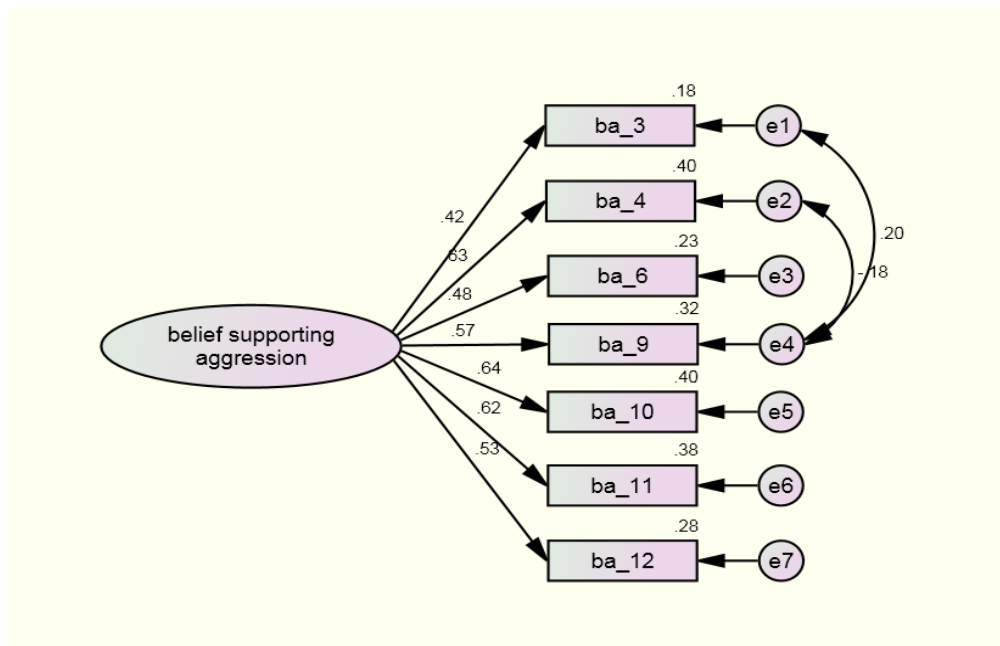 .18
ba_3
e1
.40
ba_4
e2
.42
.23
.20
.63
ba_6
e3
-.18
.48
.32
belief supporting
aggression
.57
ba_9
e4
.64
.40
ba_10
e5
.62
.38
.53
ba_11
e6
.28
ba_12
e7